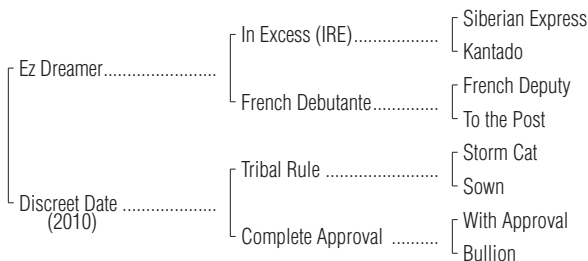 Siberian Express
In Excess (IRE)..................
Kantado
Ez Dreamer........................
French Deputy
French Debutante..............
To the Post
Storm Cat
Tribal Rule ........................
Sown
Discreet Date ....................
(2010)
With Approval
Complete Approval ..........
Bullion